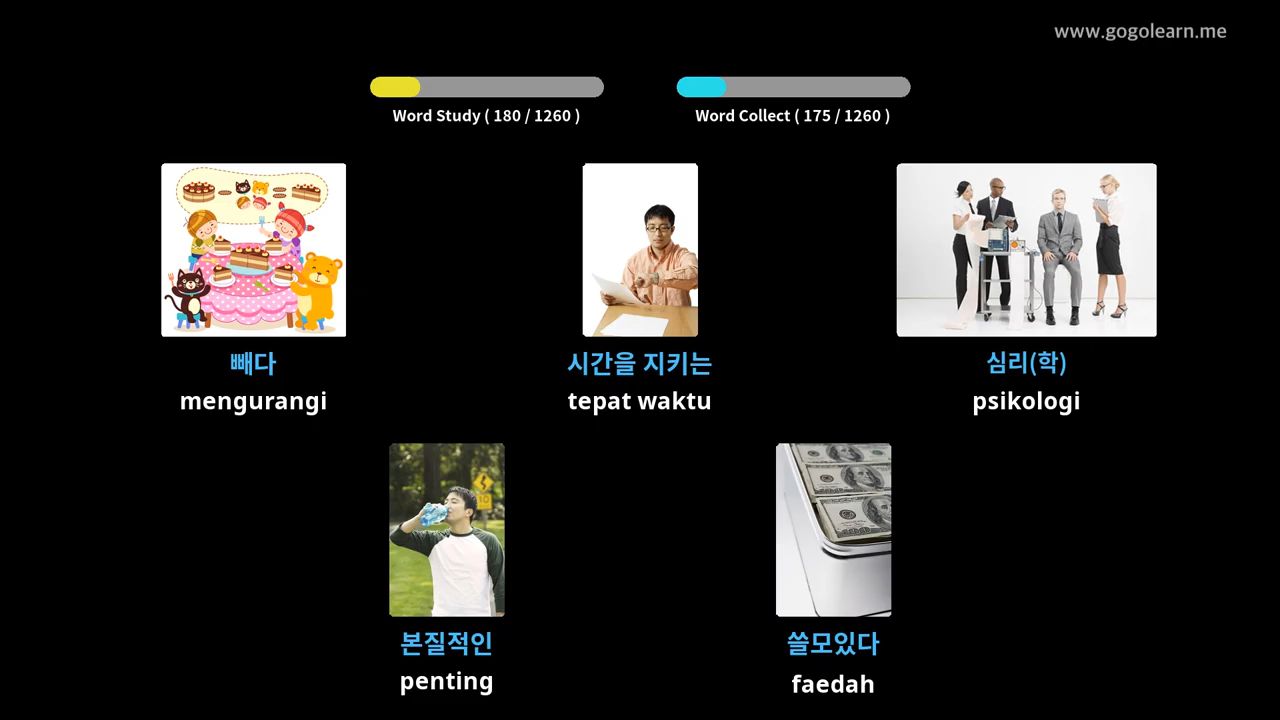 www.gogolearn.me
Word Study ( 180 / 1260 )
Word Collect ( 175 / 1260 )
빼다
mengurangi
시간을 지키는
tepat waktu
심리(학)
psikologi
본질적인
penting
쓸모있다
faedah